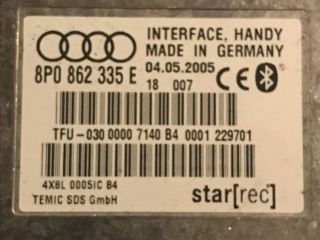 INTERFACE, HANDY
MADE IN GERMANY
8P0 862 335 E
04.05.2005
18 007
CE
TFU-030 0000 7140 B4 0001 229701
4X8L 0005IC B4
TEMIC SDS GmbH
star[rec]